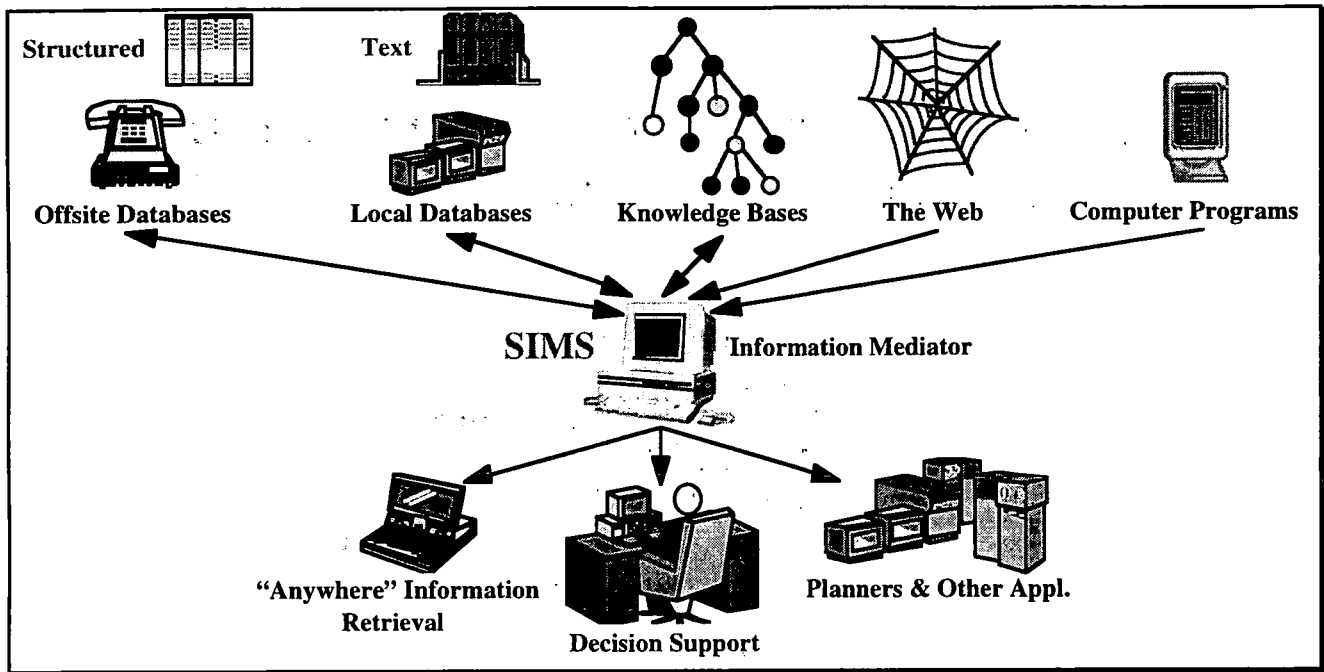 Structured
Text
Offsite Databases
Local Databases
Knowledge Bases
The Web
Computer Programs
SIMS
Information Mediator
“Anywhere” Information
Retrieval
Decision Support
Planners & Other Appl.